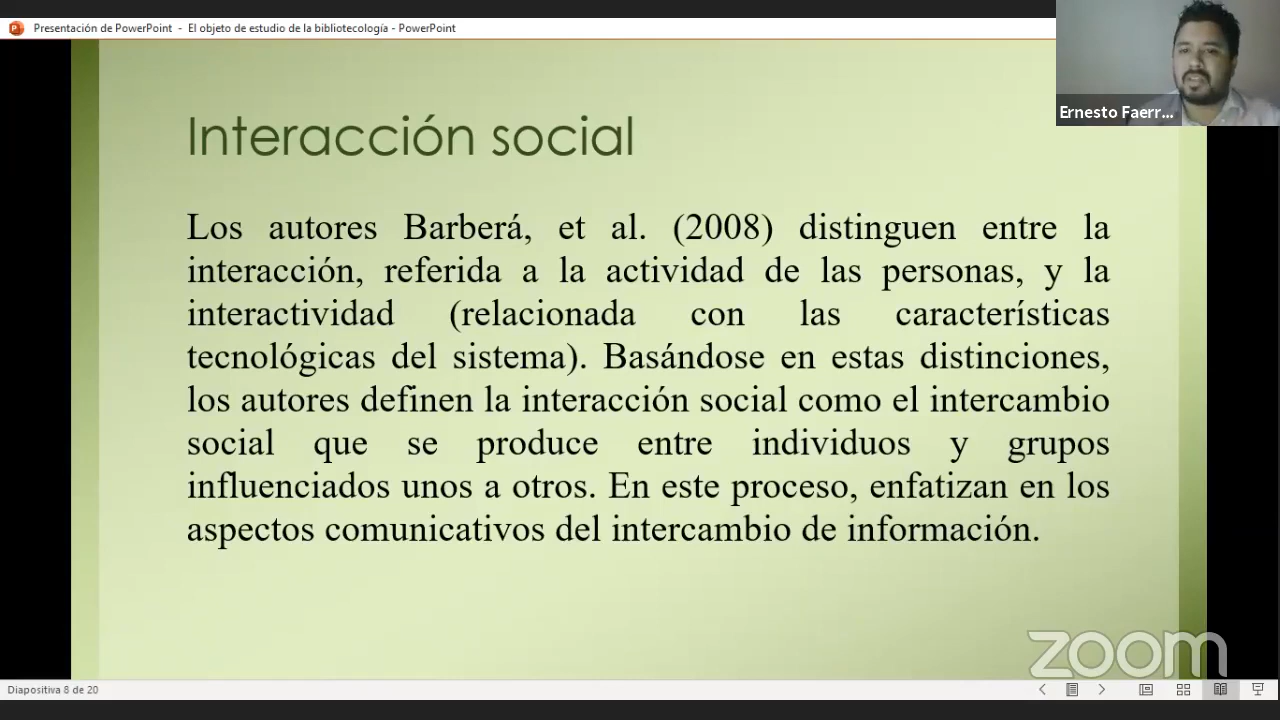 Presentación de PowerPoint - El objeto de estudio de la bibliotecología - PowerPoint
Ernesto Faerr...
Interacción social
Los autores Barberá, et al. (2008) distinguen entre la
interacción, referida a la actividad de las personas, y la
interactividad (relacionada con las características
tecnológicas del sistema). Basándose en estas distinciones,
los autores definen la interacción social como el intercambio
social que se produce entre individuos y grupos
influenciados unos a otros. En este proceso, enfatizan en los
aspectos comunicativos del intercambio de información.
zoom
Diapositiva 8 de 20